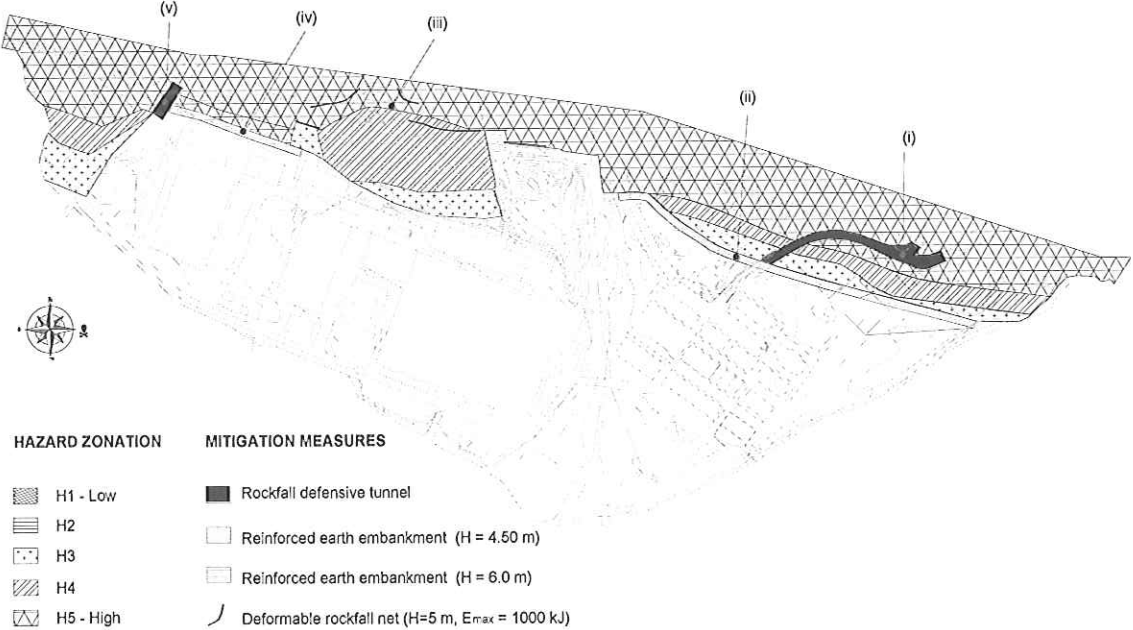 (v)
(iv)
(iii)
(ii)
(i)
HAZARD ZONATION
H1 - Low
H2
H3
H4
H5 - High
MITIGATION MEASURES
Rockfall defensive tunnel
Reinforced earth embankment (H = 4.50 m)
Reinforced earth embankment (H = 6.0 m)
Deformable rockfall net (H=5 m, Emax = 1000 kJ)